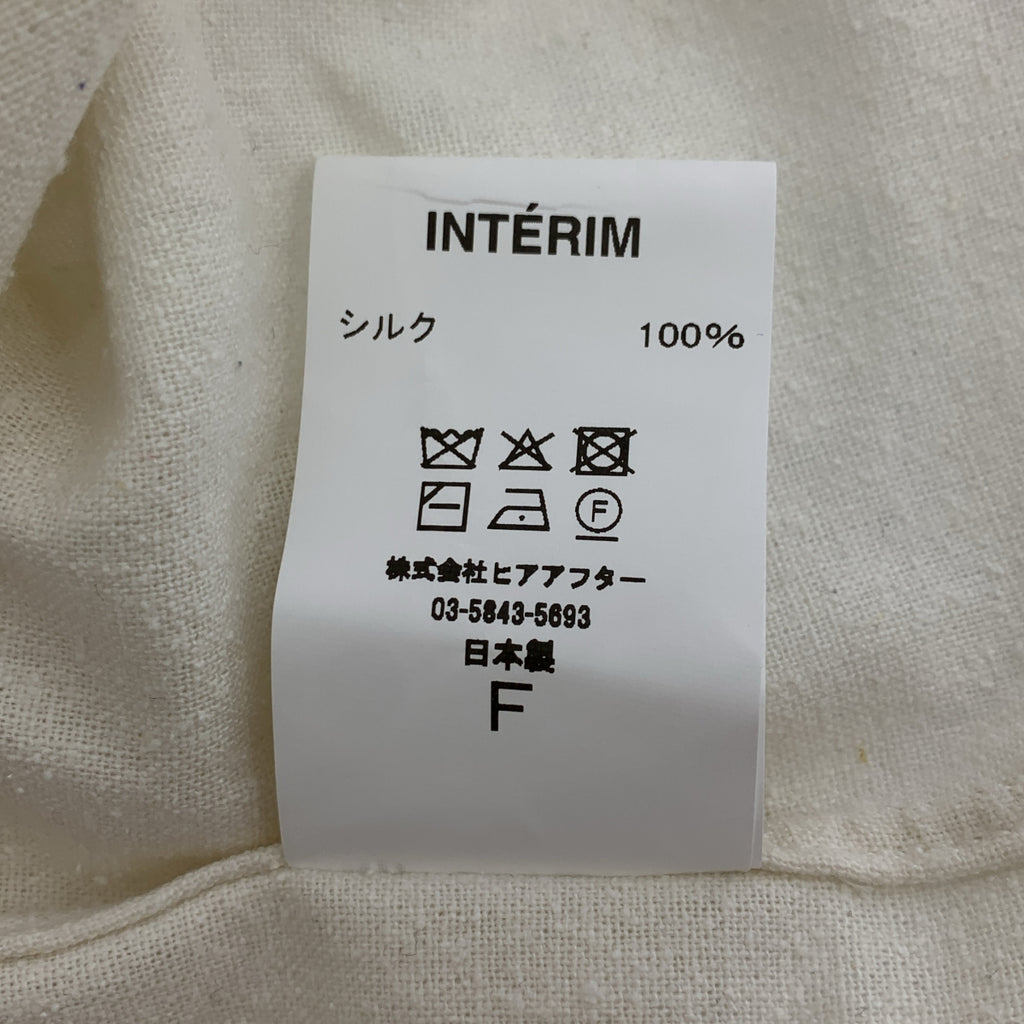 INTÉRIM
シルク 100%
F
株式会社ヒアアフター
03-5843-5693
日本製
F